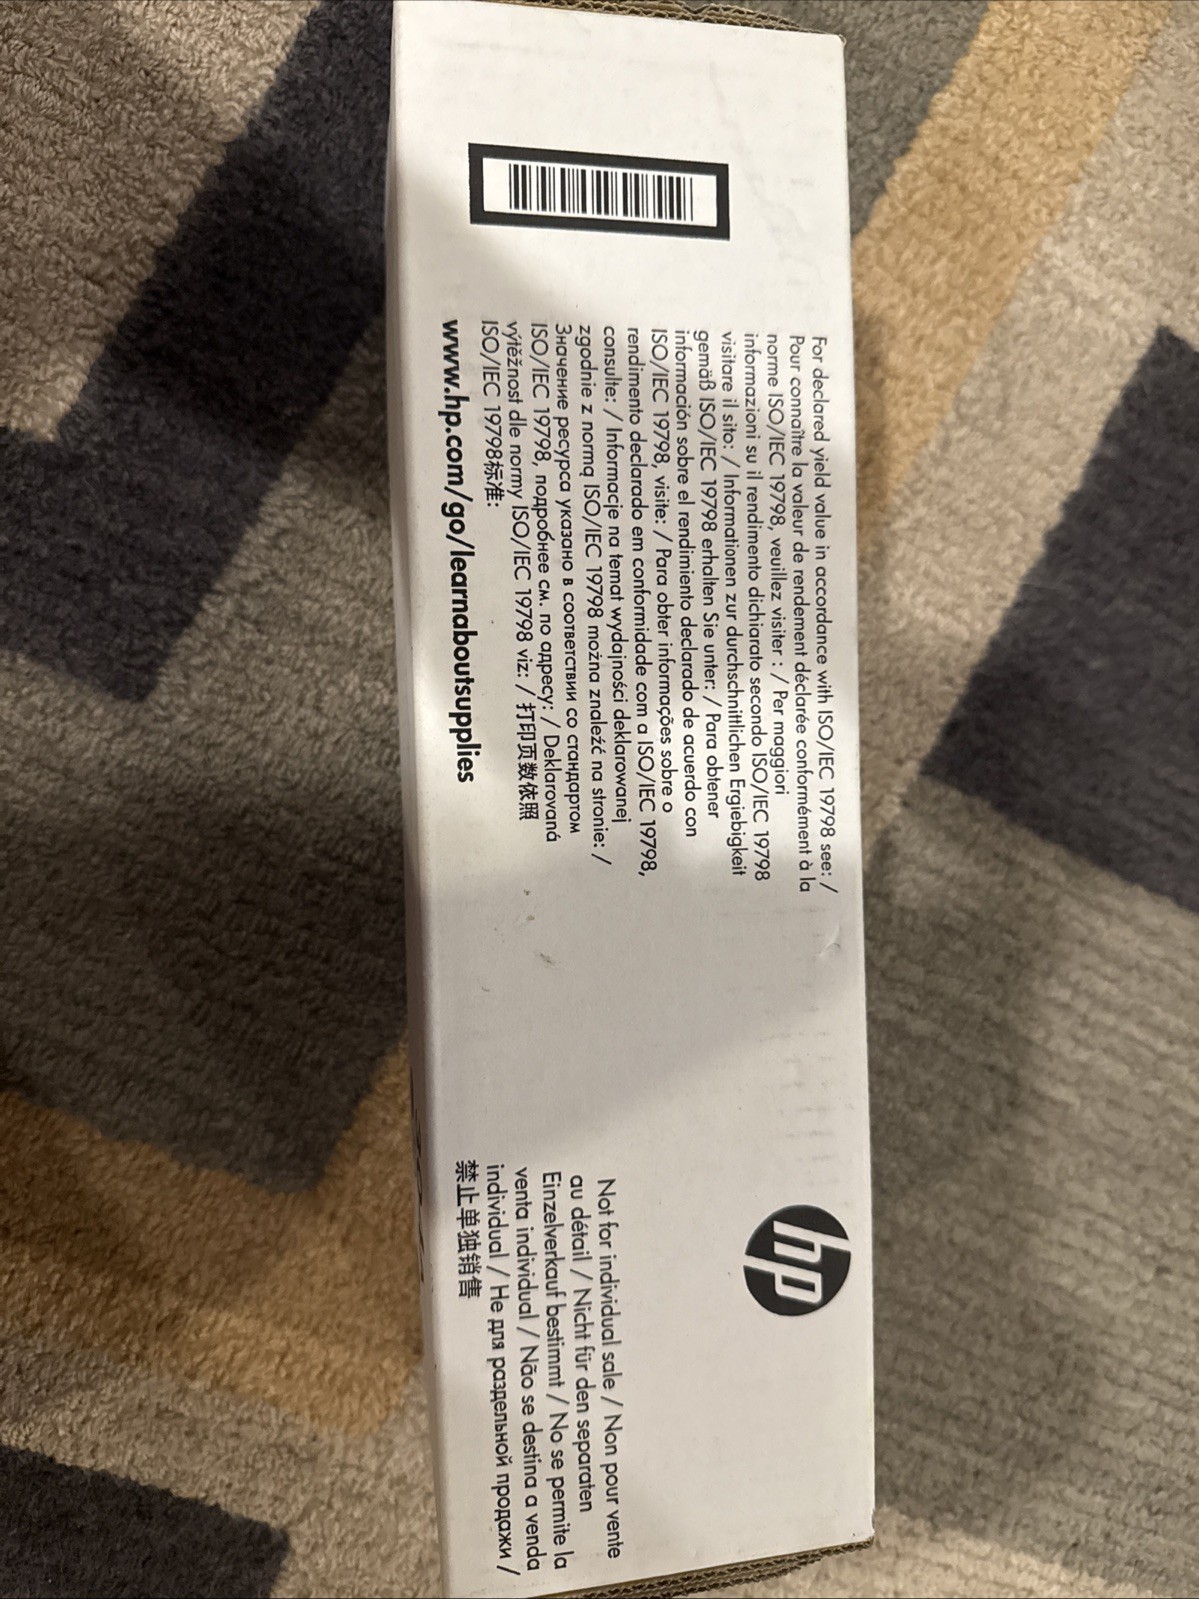 For declared yield value in accordance with ISO/IEC 19798 see: /
Pour connaître la valeur de rendement déclarée conformément à la
norme ISO/IEC 19798, veuillez visiter : / Per maggiori
informazioni su il rendimento dichiarato secondo ISO/IEC 19798
visitare il sito: / Informationen zur durchschnittlichen Ergiebigkeit
gemäß ISO/IEC 19798 erhalten Sie unter: / Para obtener
información sobre el rendimiento declarado de acuerdo con
ISO/IEC 19798, visite: / Para obter informações sobre o
rendimento declarado em conformidade com a ISO/IEC 19798,
consulte: / Informacje na temat wydajności deklarowanej
zgodnie z normą ISO/IEC 19798 można znaleźć na stronie: /
Значение ресурса указано в соответствии со стандартом
ISO/IEC 19798, подробнее см. по адресу: / Deklarovaná
výtěžnost dle normy ISO/IEC 19798 viz: / 打印页数依照
ISO/IEC 19798标准:
www.hp.com/go/learnaboutsupplies
hp
Not for individual sale / Non pour vente
au détail / Nicht für den separaten
Einzelverkauf bestimmt / No se permite la
venta individual / Não se destina a venda
individual / Не для раздельной продажи /
禁止单独销售